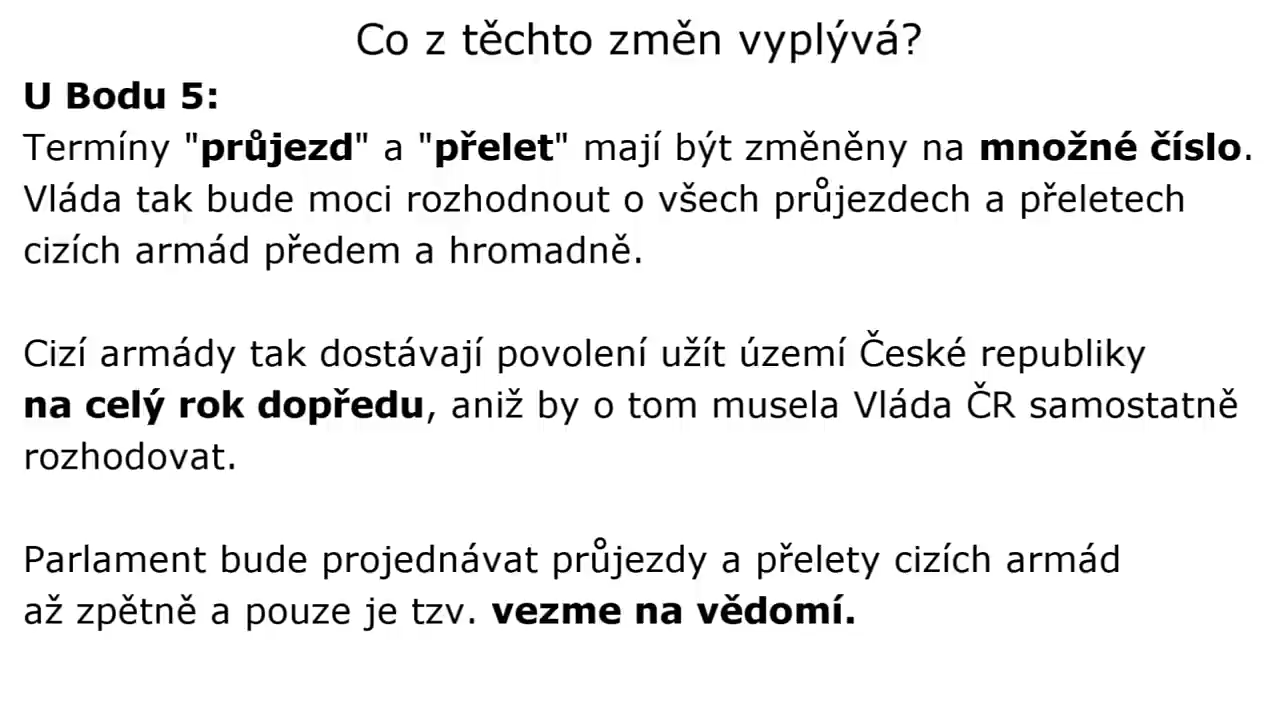 Co z těchto změn vyplývá?
U Bodu 5:
Termíny "průjezd" a "přelet" mají být změněny na množné číslo.
Vláda tak bude moci rozhodnout o všech průjezdech a přeletech
cizích armád předem a hromadně.
Cizí armády tak dostávají povolení užít území České republiky
na celý rok dopředu, aniž by o tom musela Vláda ČR samostatně
rozhodovat.
Parlament bude projednávat průjezdy a přelety cizích armád
až zpětně a pouze je tzv. vezme na vědomí.